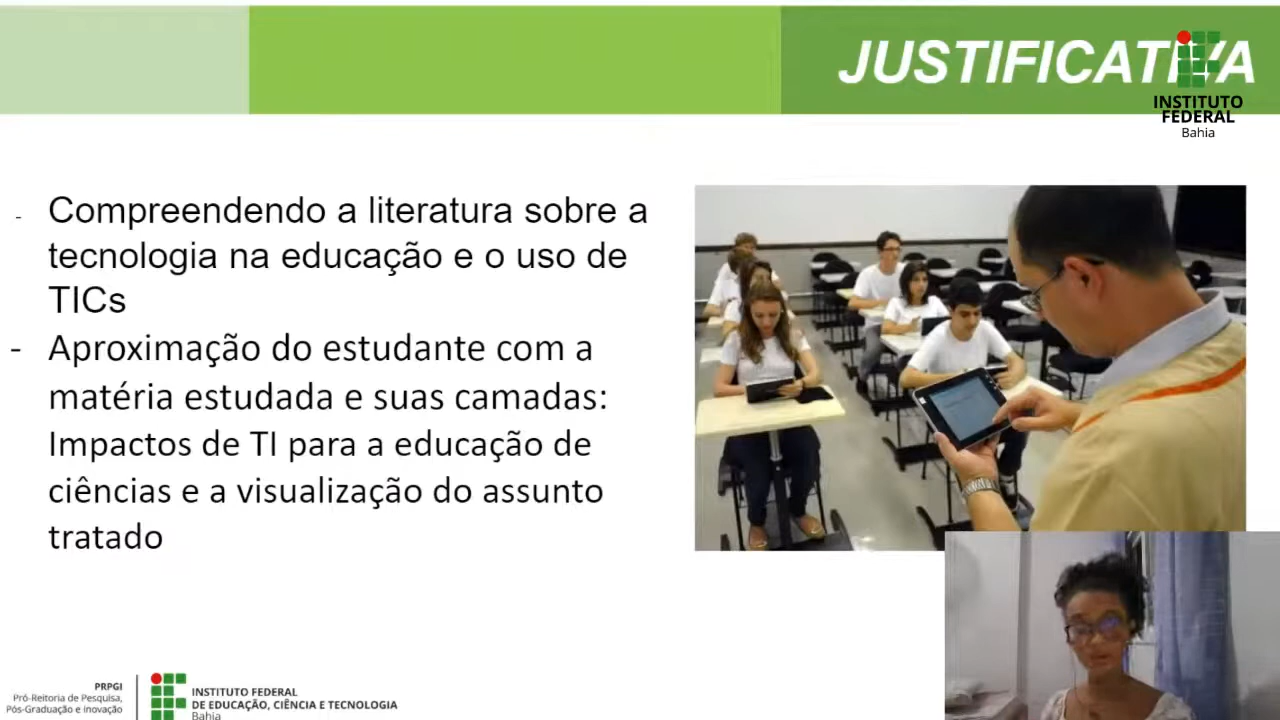 JUSTIFICATIVA
INSTITUTO
FEDERAL
Bahia
- Compreendendo a literatura sobre a
tecnologia na educação e o uso de
TICs
- Aproximação do estudante com a
matéria estudada e suas camadas:
Impactos de TI para a educação de
ciências e a visualização do assunto
tratado
PRPGI
Pró-Reitoria de Pesquisa,
Pós-Graduação e Inovação
INSTITUTO FEDERAL
DE EDUCAÇÃO, CIÊNCIA E TECNOLOGIA
Bahia